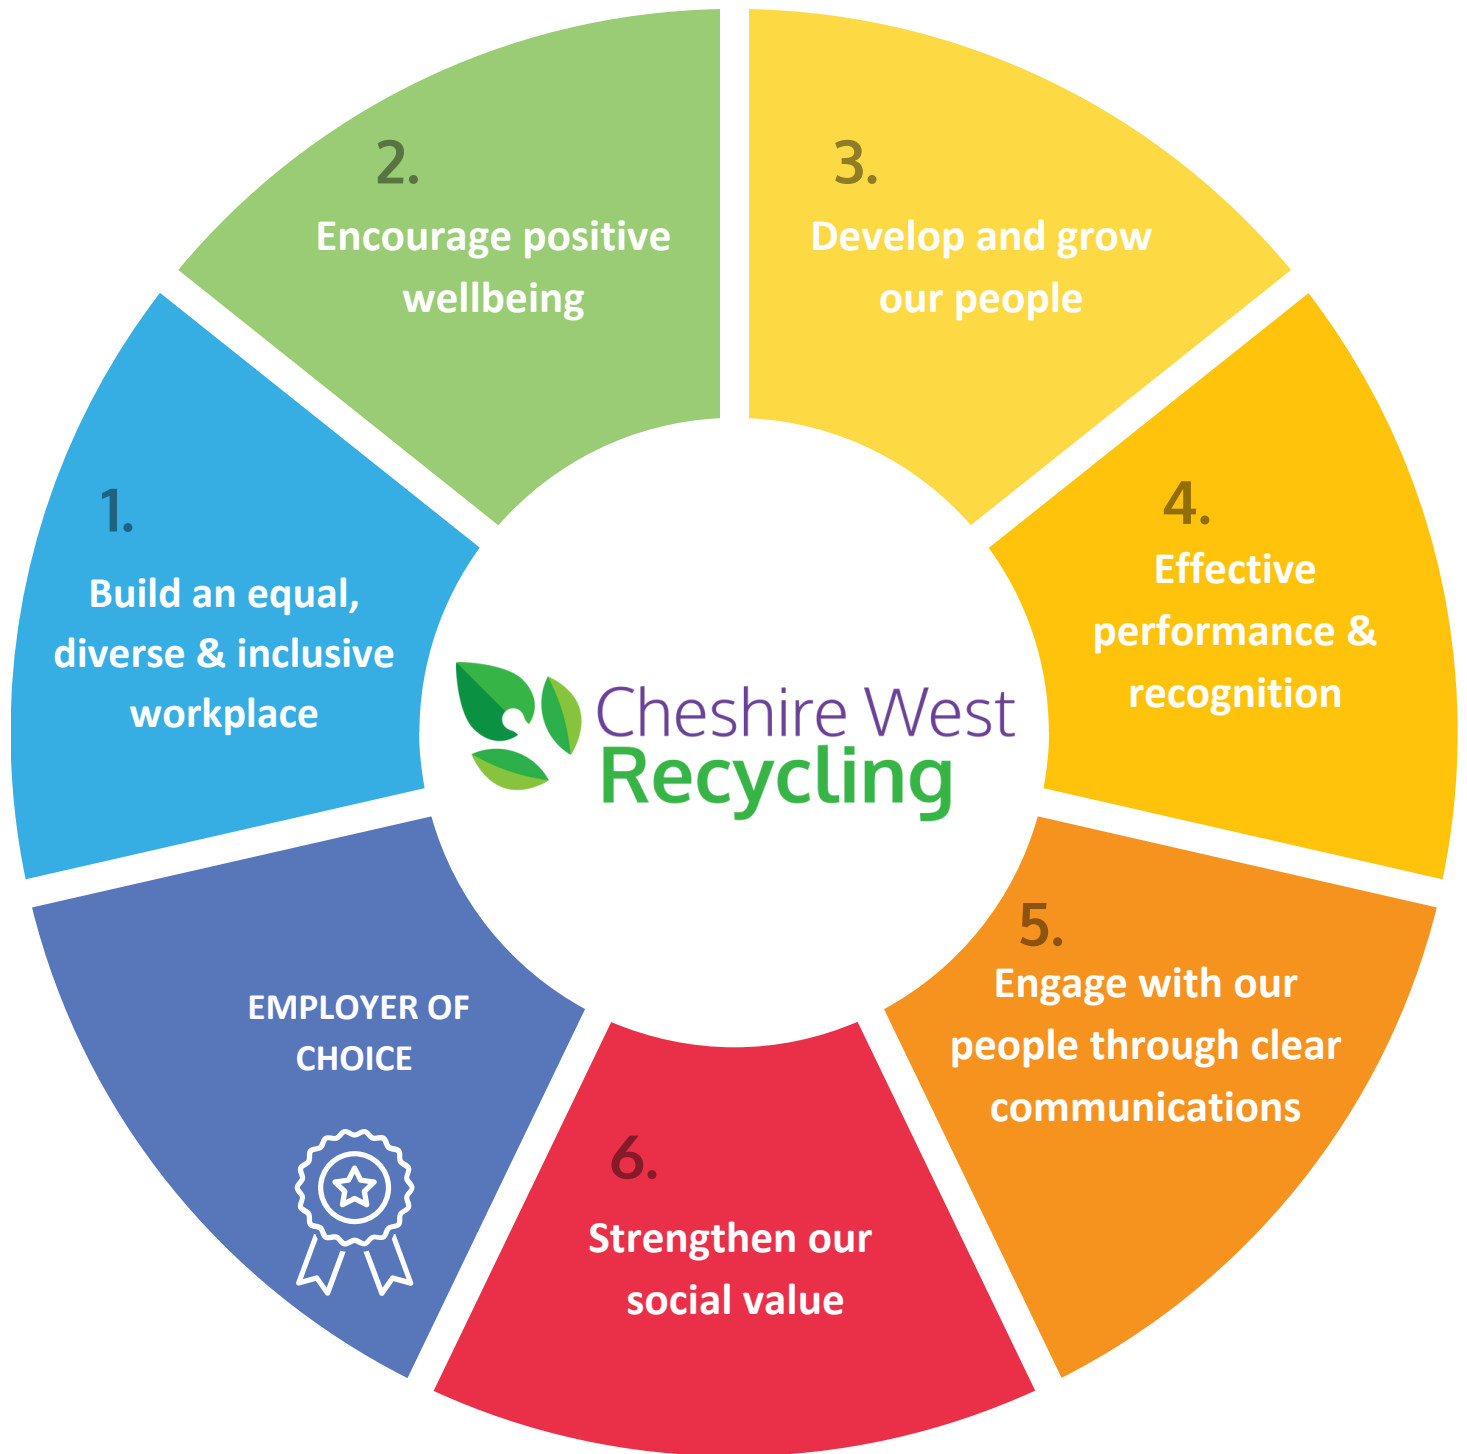 1.
Build an equal,
diverse & inclusive
workplace
2.
Encourage positive
wellbeing
3.
Develop and grow
our people
4.
Effective
performance &
recognition
5.
Engage with our
people through clear
communications
6.
Strengthen our
social value
EMPLOYER OF
CHOICE
Cheshire West
Recycling